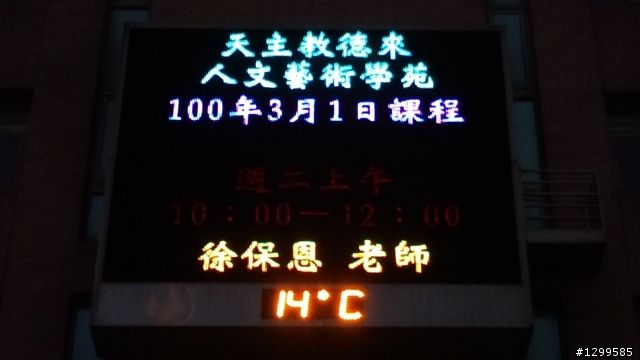 天主教德來
人文藝術學苑
100年3月1日課程
週二上午
10：00—12：00
徐保恩 老師
14°C
#1299585